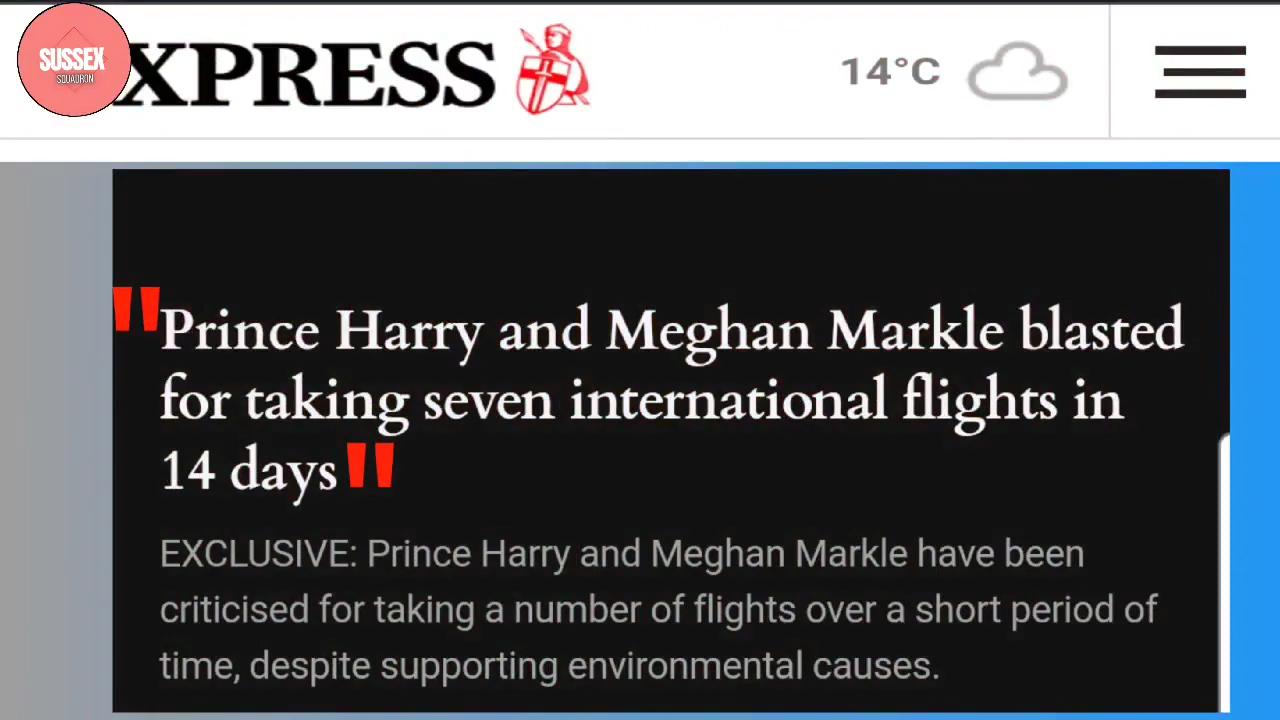 SUSSEX
SQUADRON
XPRESS
14°C
"Prince Harry and Meghan Markle blasted
for taking seven international flights in
14 days"
EXCLUSIVE: Prince Harry and Meghan Markle have been
criticised for taking a number of flights over a short period of
time, despite supporting environmental causes.